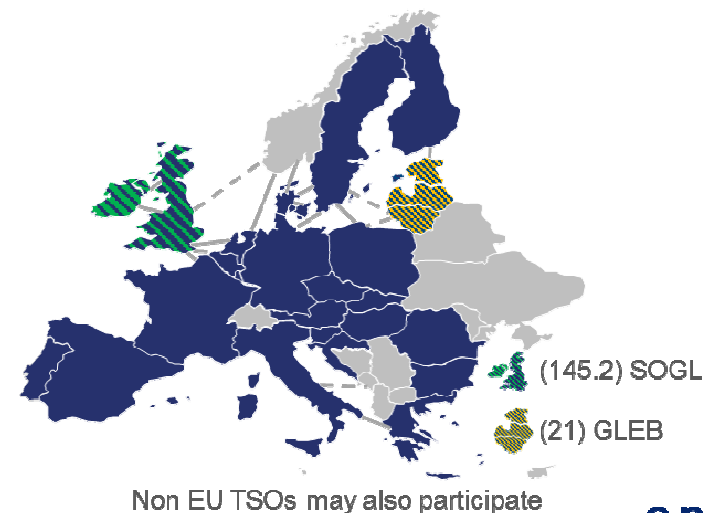 (145.2) SOGL
(21) GLEB
Non EU TSOs may also participate